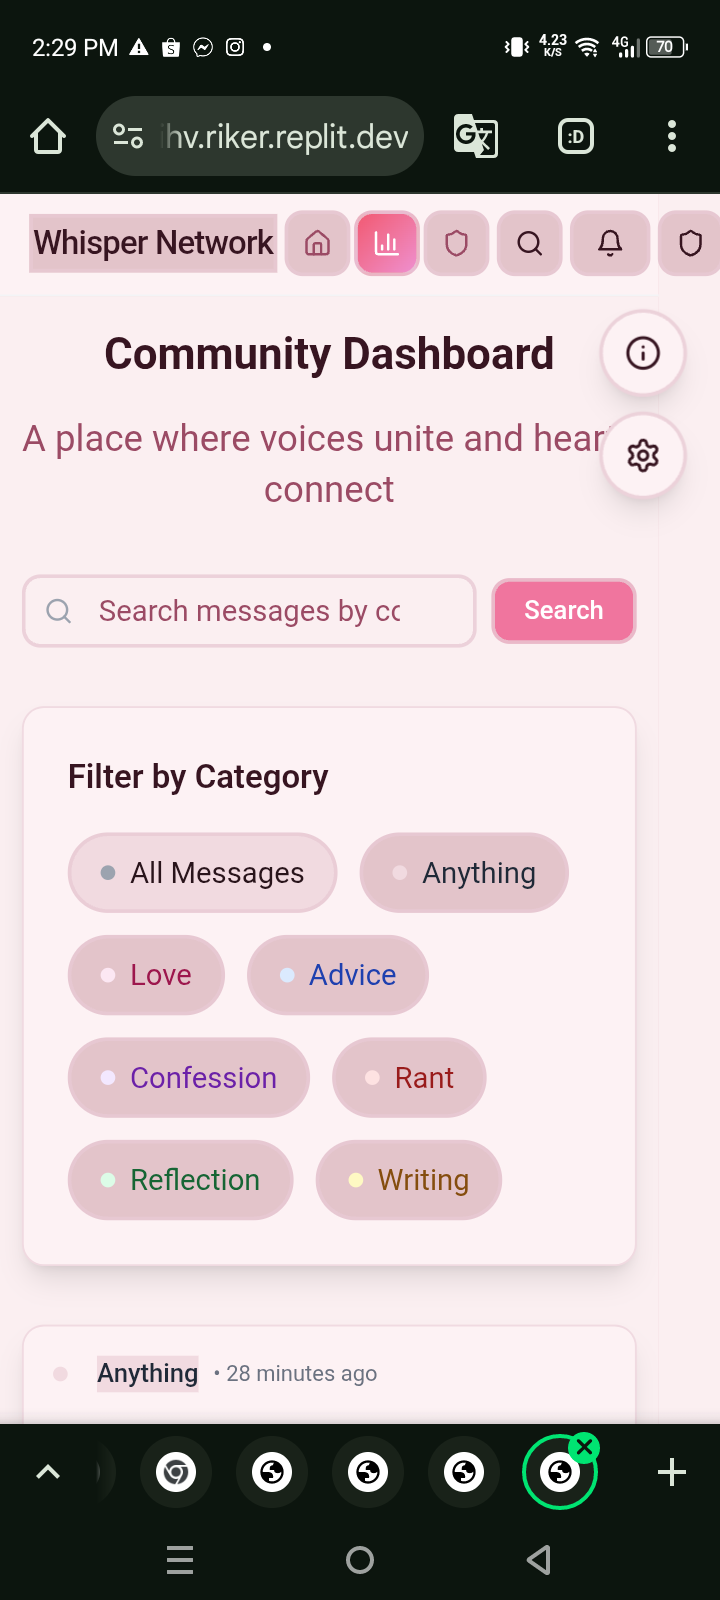 2:29 PM
4.23 K/S
4G
70
ihv.riker.replit.dev
:D
Whisper Network
Community Dashboard
A place where voices unite and hear
connect
Search messages by co
Search
Filter by Category
All Messages
Anything
Love
Advice
Confession
Rant
Reflection
Writing
Anything • 28 minutes ago